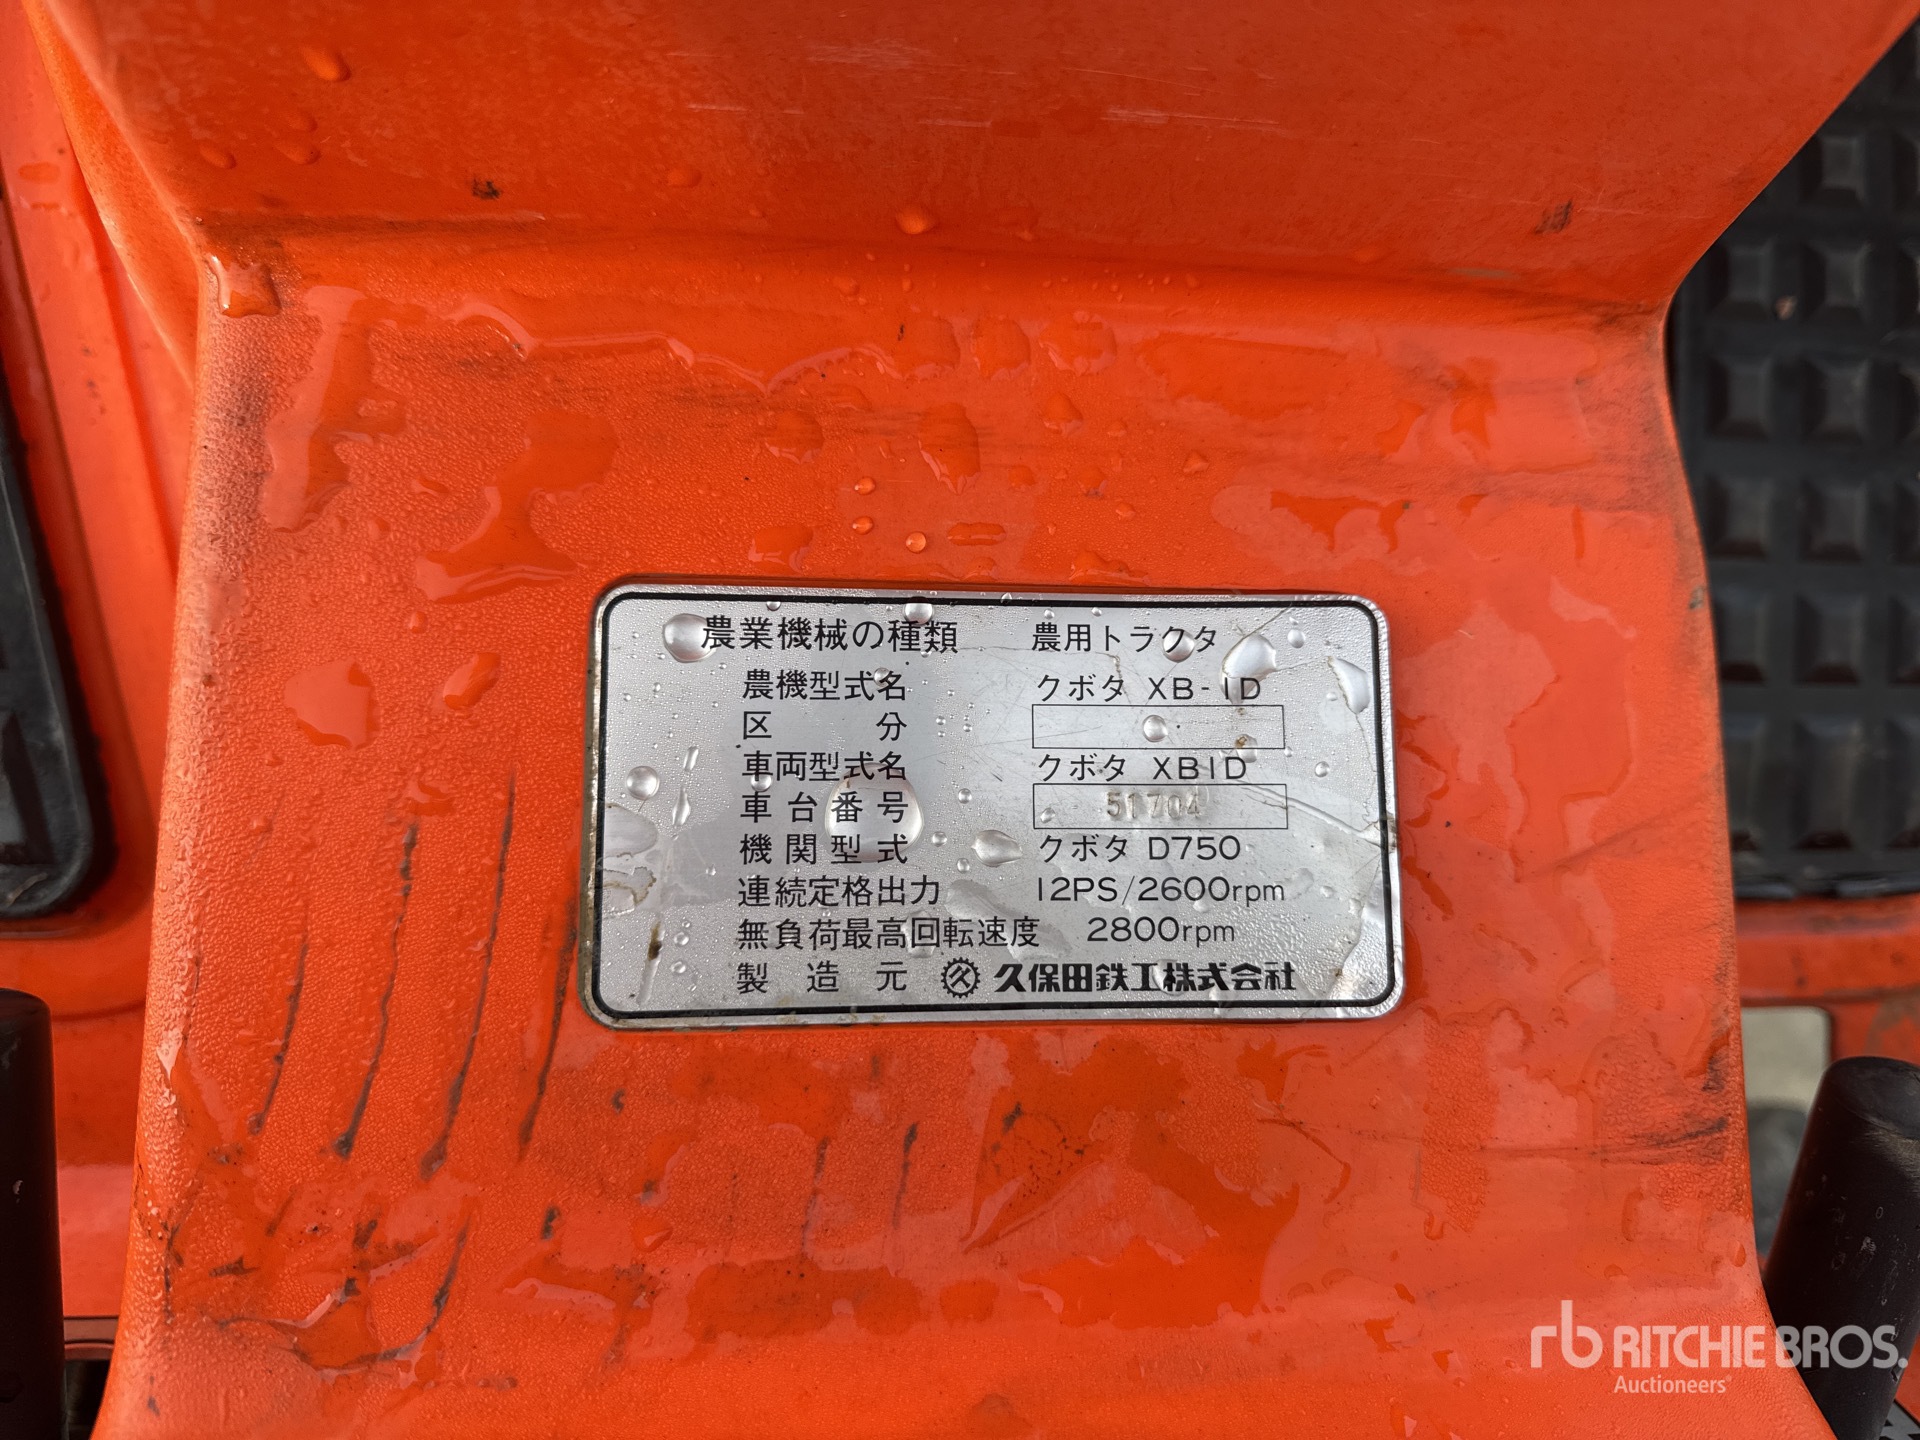 農業機械の種類 農用トラクタ
農機型式名 クボタ XB-1D
区分
車両型式名 クボタ XB1D
車台番号 51704
機関型式 クボタ D750
連続定格出力 12PS/2600rpm
無負荷最高回転速度 2800rpm
製造元 久保田鉄工株式会社
rb RITCHIE BROS.
Auctioneers